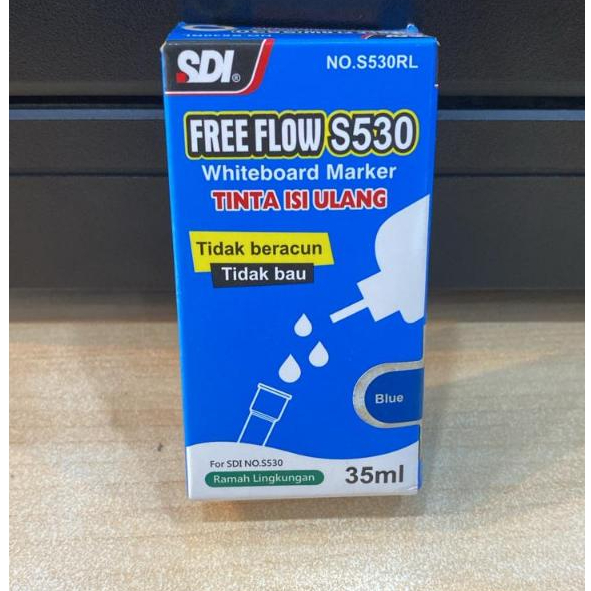 SDI®
NO.S530RL
FREE FLOW S530
Whiteboard Marker
TINTA ISI ULANG
Tidak beracun
Tidak bau
Blue
For SDI NO.S530
Ramah Lingkungan
35ml